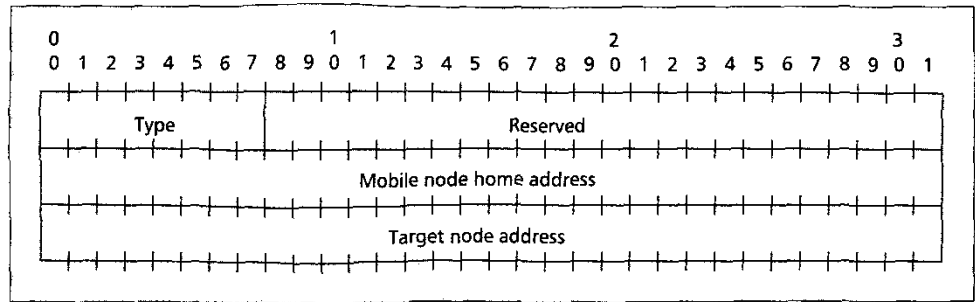 0 1 2 3
0 1 2 3 4 5 6 7 8 9 0 1 2 3 4 5 6 7 8 9 0 1 2 3 4 5 6 7 8 9 0 1
Type Reserved
Mobile node home address
Target node address